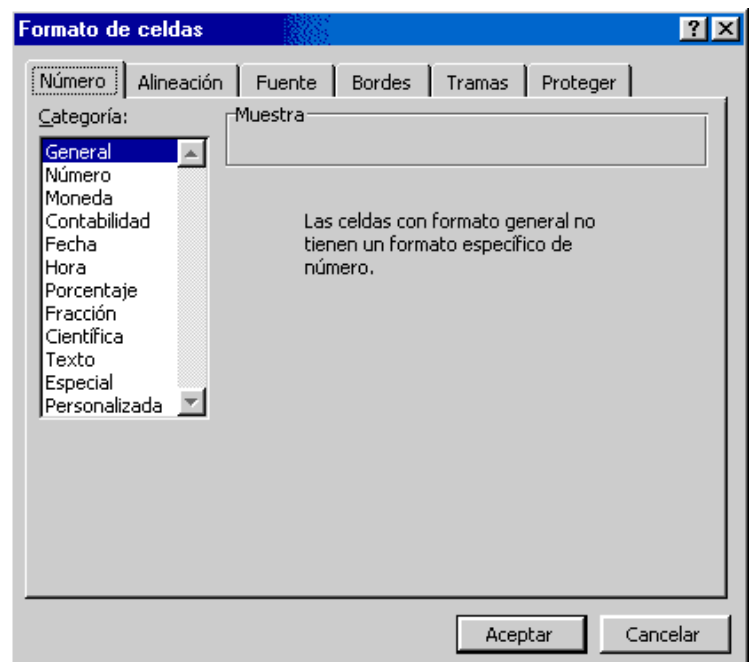 Formato de celdas
Número Alineación Fuente Bordes Tramas Proteger
Categoría:
General
Número
Moneda
Contabilidad
Fecha
Hora
Porcentaje
Fracción
Científica
Texto
Especial
Personalizada
Muestra
Las celdas con formato general no
tienen un formato específico de
número.
Aceptar Cancelar